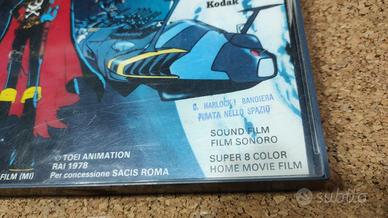 Kodak
C. HARLOCK! BANDIERA
PIRATA NELLO SPAZIO
SOUND FILM
FILM SONORO
SUPER 8 COLOR
HOME MOVIE FILM
© TOEI ANIMATION
RAI 1978
Per concessione SACIS ROMA
FILM (MI)
subito